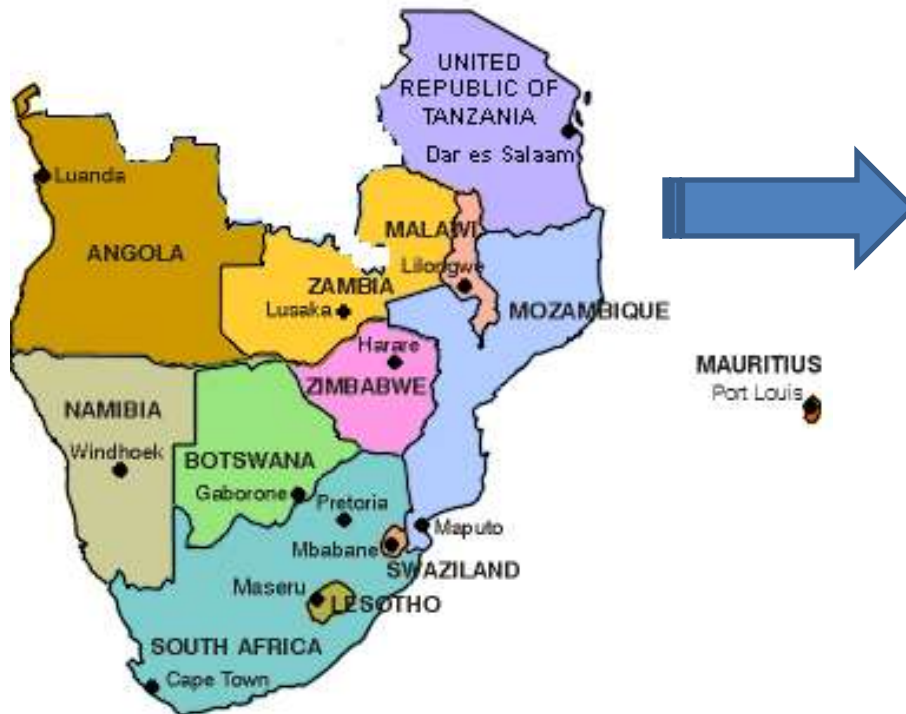 UNITED
REPUBLIC OF
TANZANIA
Dar es Salaam
Luanda
ANGOLA
MALAWI
Lilongwe
ZAMBIA
Lusaka
MOZAMBIQUE
Harare
ZIMBABWE
MAURITIUS
Port Louis
NAMIBIA
Windhoek
BOTSWANA
Gaborone
Pretoria
Maputo
Mbabane
SWAZILAND
Maseru
LESOTHO
SOUTH AFRICA
Cape Town